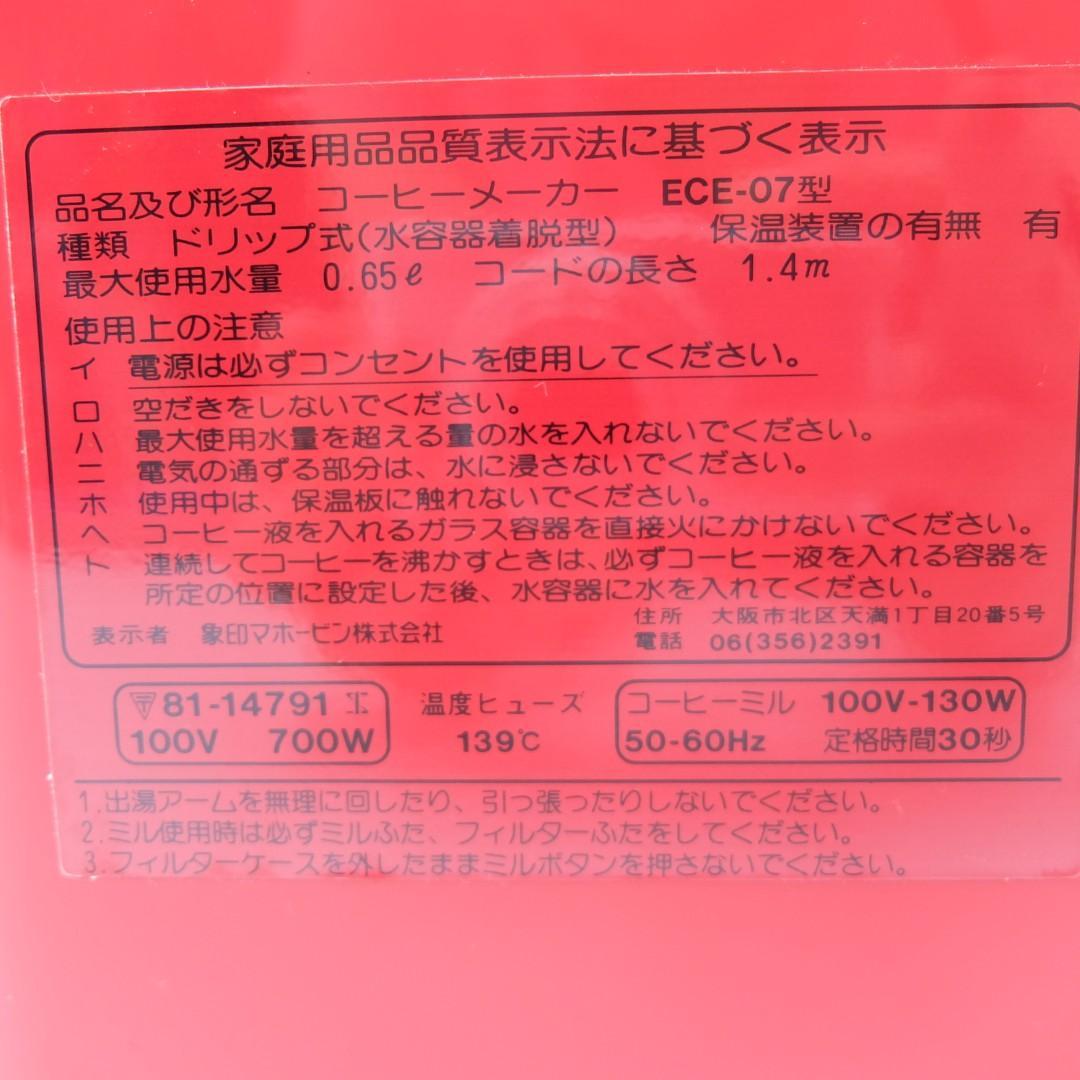 家庭用品品質表示法に基づく表示
品名及び形名 コーヒーメーカー ECE-07型
種類 ドリップ式(水容器着脱型) 保温装置の有無 有
最大使用水量 0.65ℓ コードの長さ 1.4m
使用上の注意
イ 電源は必ずコンセントを使用してください。
ロ 空だきをしないでください。
ハ 最大使用水量を超える量の水を入れないでください。
ニ 電気の通ずる部分は、水に浸さないでください。
ホ 使用中は、保温板に触れないでください。
ヘ コーヒー液を入れるガラス容器を直接火にかけないでください。
ト 連続してコーヒーを沸かすときは、必ずコーヒー液を入れる容器を
所定の位置に設定した後、水容器に水を入れてください。
表示者 象印マホービン株式会社 住所 大阪市北区天満1丁目20番5号
電話 06(356)2391
81-14791 温度ヒューズ コーヒーミル 100V-130W
100V 700W 139℃ 50-60Hz 定格時間30秒
1.出湯アームを無理に回したり、引っ張ったりしないでください。
2.ミル使用時は必ずミルふた、フィルターふたをしてください。
3.フィルターケースを外したままミルボタンを押さないでください。